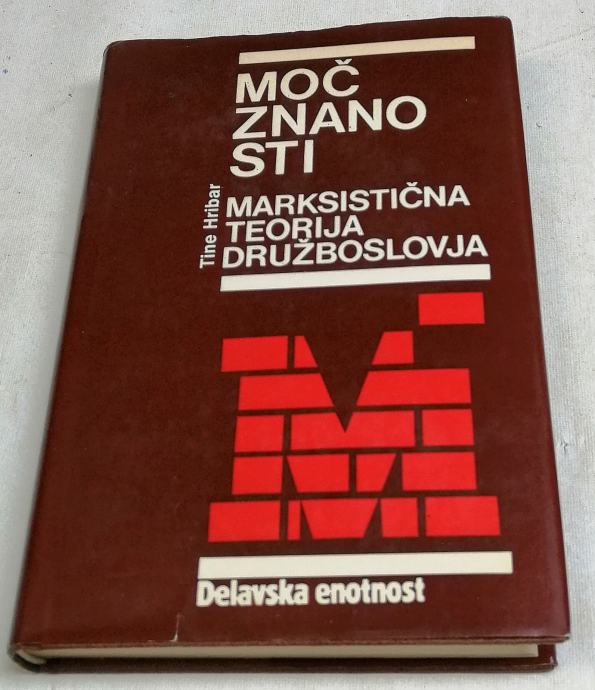 MOČ
ZNANO
STI
Tine Hribar
MARKSISTIČNA
TEORIJA
DRUŽBOSLOVJA
M
Delavska enotnost